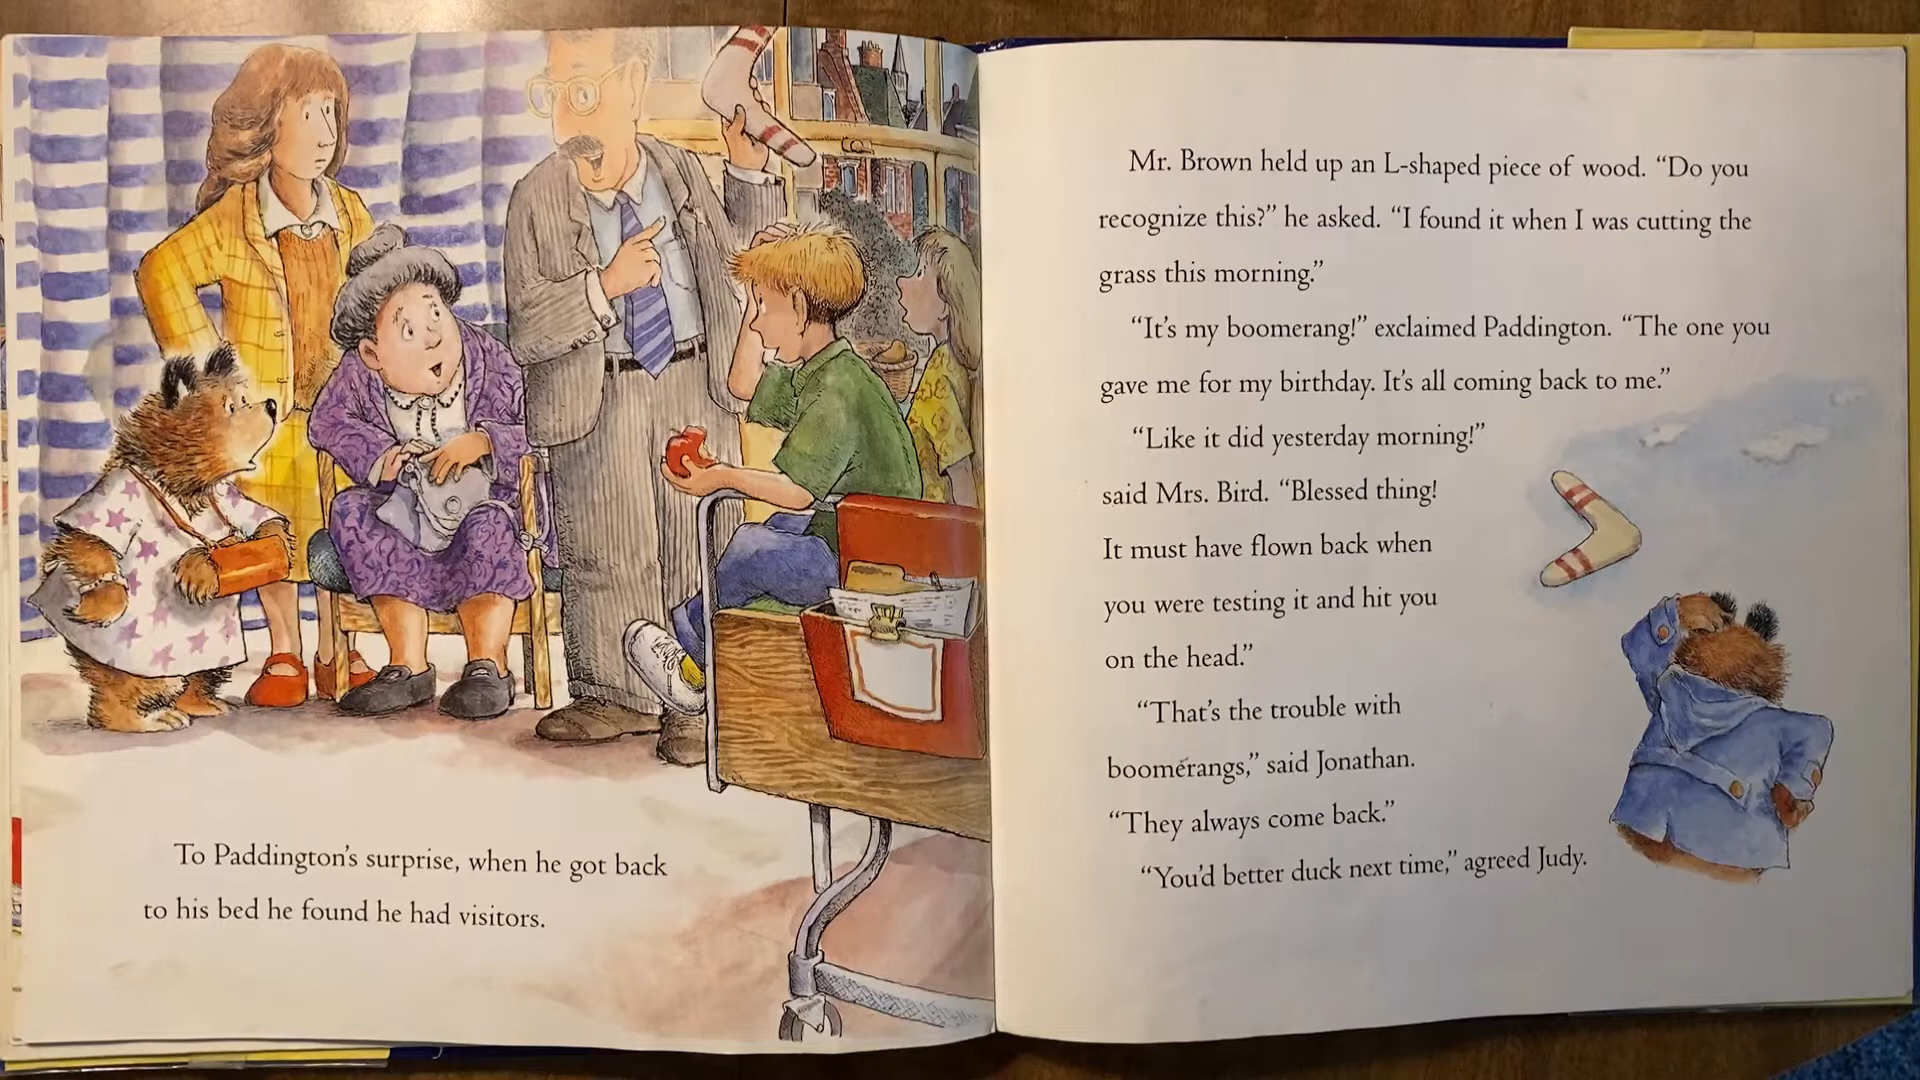 To Paddington's surprise, when he got back
to his bed he found he had visitors.
Mr. Brown held up an L-shaped piece of wood. “Do you
recognize this?” he asked. “I found it when I was cutting the
grass this morning.”
“It's my boomerang!” exclaimed Paddington. “The one you
gave me for my birthday. It's all coming back to me.”
“Like it did yesterday morning!”
said Mrs. Bird. “Blessed thing!
It must have flown back when
you were testing it and hit you
on the head.”
“That's the trouble with
boomerangs,” said Jonathan.
“They always come back.”
“You'd better duck next time,” agreed Judy.